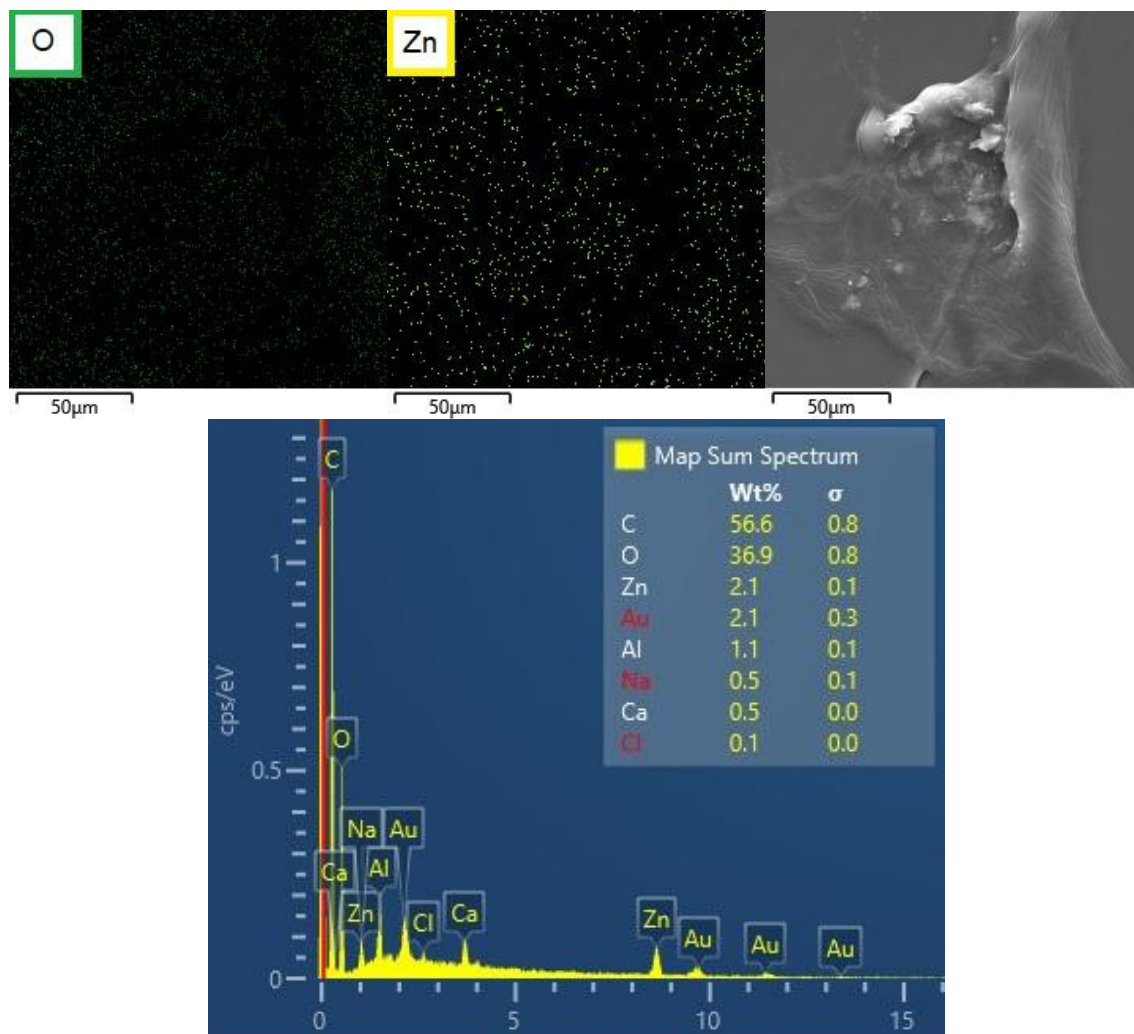 O
Zn
50μm
50μm
50μm
Map Sum Spectrum
Wt% σ
C 56.6 0.8
O 36.9 0.8
Zn 2.1 0.1
Au 2.1 0.3
Al 1.1 0.1
Na 0.5 0.1
Ca 0.5 0.0
Cl 0.1 0.0
cps/eV
1
0.5
0
C
O
Na Au
Ca Al
Zn Cl Ca Zn Au Au Au
0 5 10 15